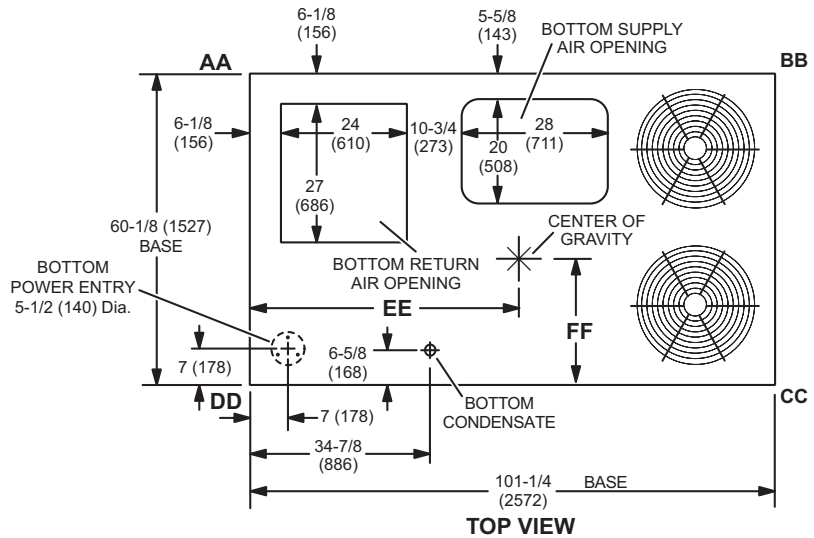 6-1/8
(156)
5-5/8
(143)
BOTTOM SUPPLY
AIR OPENING
AA
BB
6-1/8
(156)
24
(610)
10-3/4
(273)
28
(711)
20
(508)
27
(686)
60-1/8 (1527)
BASE
CENTER OF
GRAVITY
BOTTOM
POWER ENTRY
5-1/2 (140) Dia.
BOTTOM RETURN
AIR OPENING
EE
FF
7 (178)
6-5/8
(168)
DD
CC
7 (178)
BOTTOM
CONDENSATE
34-7/8
(886)
101-1/4
(2572)
BASE
TOP VIEW